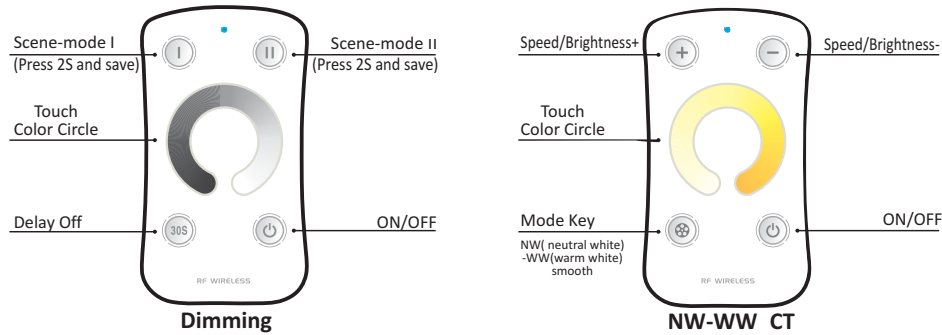 Scene-mode I
(Press 2S and save)
I
II
Scene-mode II
(Press 2S and save)
Touch
Color Circle
Delay Off
30S
ON/OFF
RF WIRELESS
Dimming
Speed/Brightness+
+
−
Speed/Brightness-
Touch
Color Circle
Mode Key
NW( neutral white)
-WW(warm white)
smooth
ON/OFF
RF WIRELESS
NW-WW CT